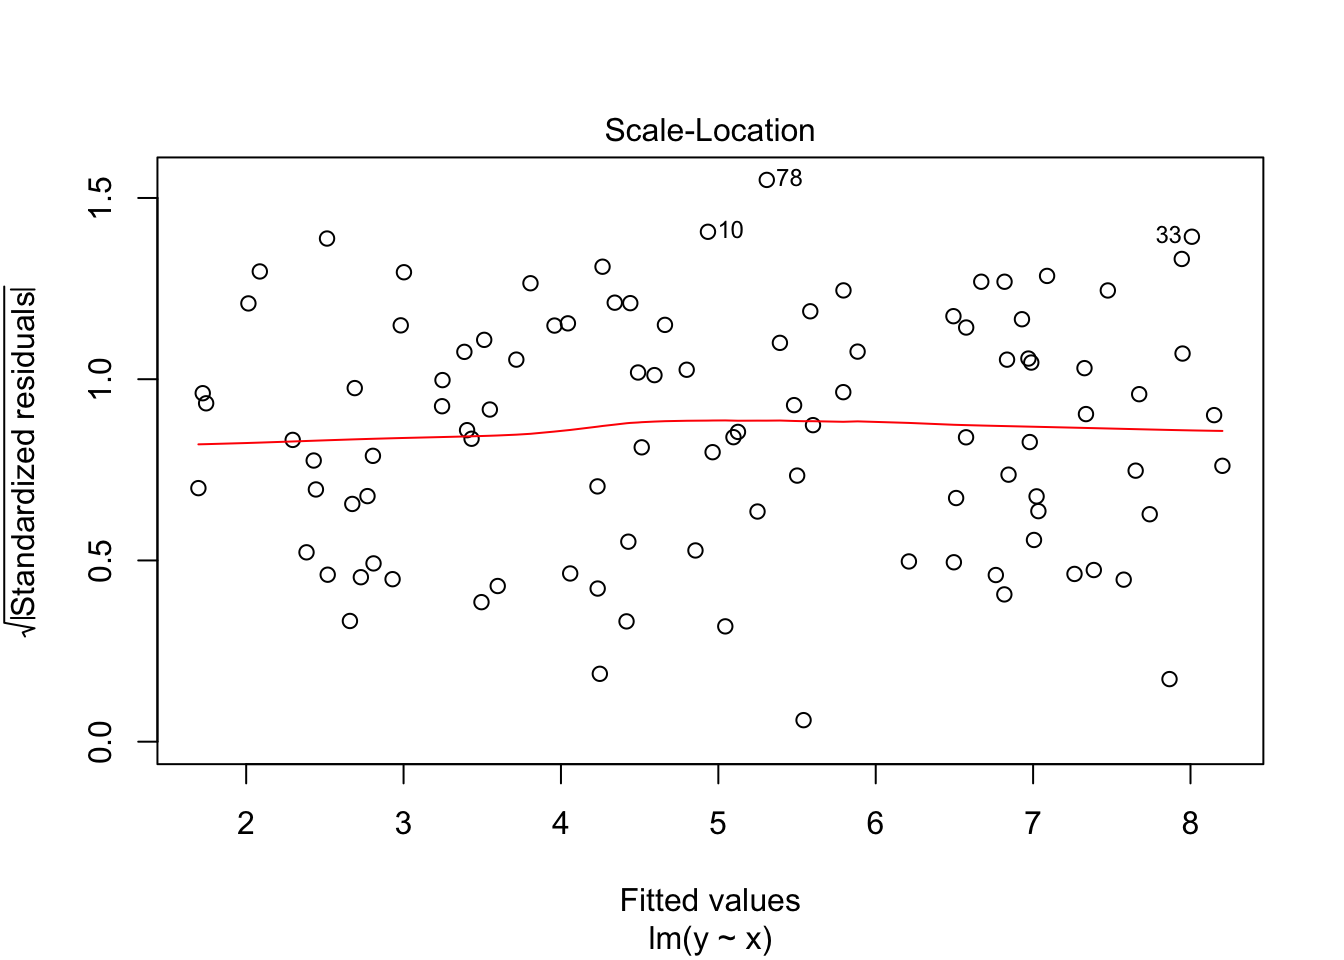 Scale-Location
√|Standardized residuals|
1.5
1.0
0.5
0.0
78
10
33
2 3 4 5 6 7 8
Fitted values
lm(y ~ x)